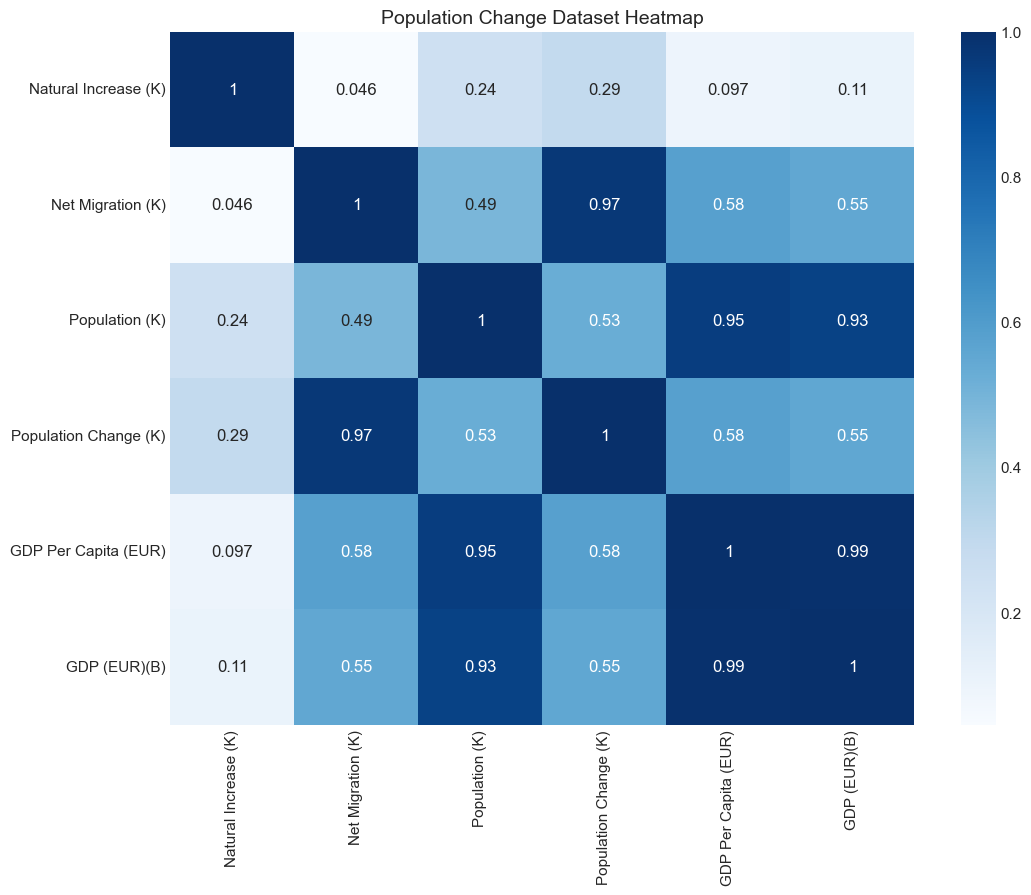 Population Change Dataset Heatmap
Natural Increase (K) 1 0.046 0.24 0.29 0.097 0.11
Net Migration (K) 0.046 1 0.49 0.97 0.58 0.55
Population (K) 0.24 0.49 1 0.53 0.95 0.93
Population Change (K) 0.29 0.97 0.53 1 0.58 0.55
GDP Per Capita (EUR) 0.097 0.58 0.95 0.58 1 0.99
GDP (EUR)(B) 0.11 0.55 0.93 0.55 0.99 1
Natural Increase (K)
Net Migration (K)
Population (K)
Population Change (K)
GDP Per Capita (EUR)
GDP (EUR)(B)
1.0
0.8
0.6
0.4
0.2